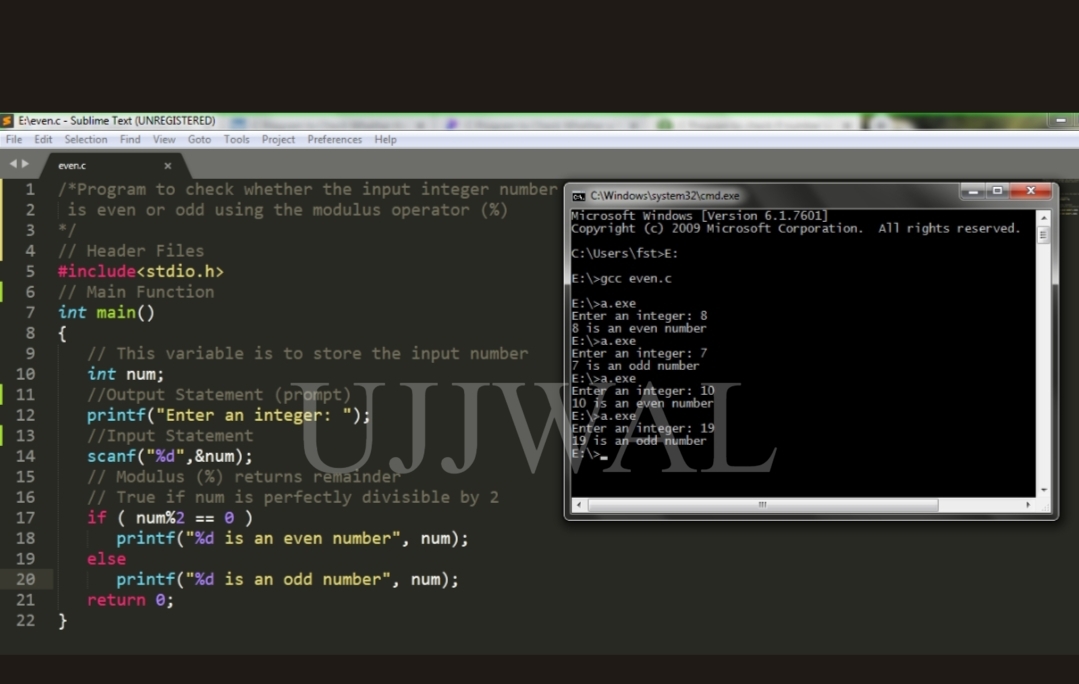 E:\even.c - Sublime Text (UNREGISTERED)
File Edit Selection Find View Goto Tools Project Preferences Help
even.c
1 /*Program to check whether the input integer number
2 is even or odd using the modulus operator (%)
3 */
4 // Header Files
5 #include<stdio.h>
6 // Main Function
7 int main()
8 {
9 // This variable is to store the input number
10 int num;
11 //Output Statement (prompt)
12 printf("Enter an integer: ");
13 //Input Statement
14 scanf("%d",&num);
15 // Modulus (%) returns remainder
16 // True if num is perfectly divisible by 2
17 if ( num%2 == 0 )
18 printf("%d is an even number", num);
19 else
20 printf("%d is an odd number", num);
21 return 0;
22 }
C:\Windows\system32\cmd.exe
Microsoft Windows [Version 6.1.7601]
Copyright (c) 2009 Microsoft Corporation. All rights reserved.
C:\Users\fst>E:
E:\>gcc even.c
E:\>a.exe
Enter an integer: 8
8 is an even number
E:\>a.exe
Enter an integer: 7
7 is an odd number
E:\>a.exe
Enter an integer: 10
10 is an even number
E:\>a.exe
Enter an integer: 19
19 is an odd number
E:\>_
UJJWAL